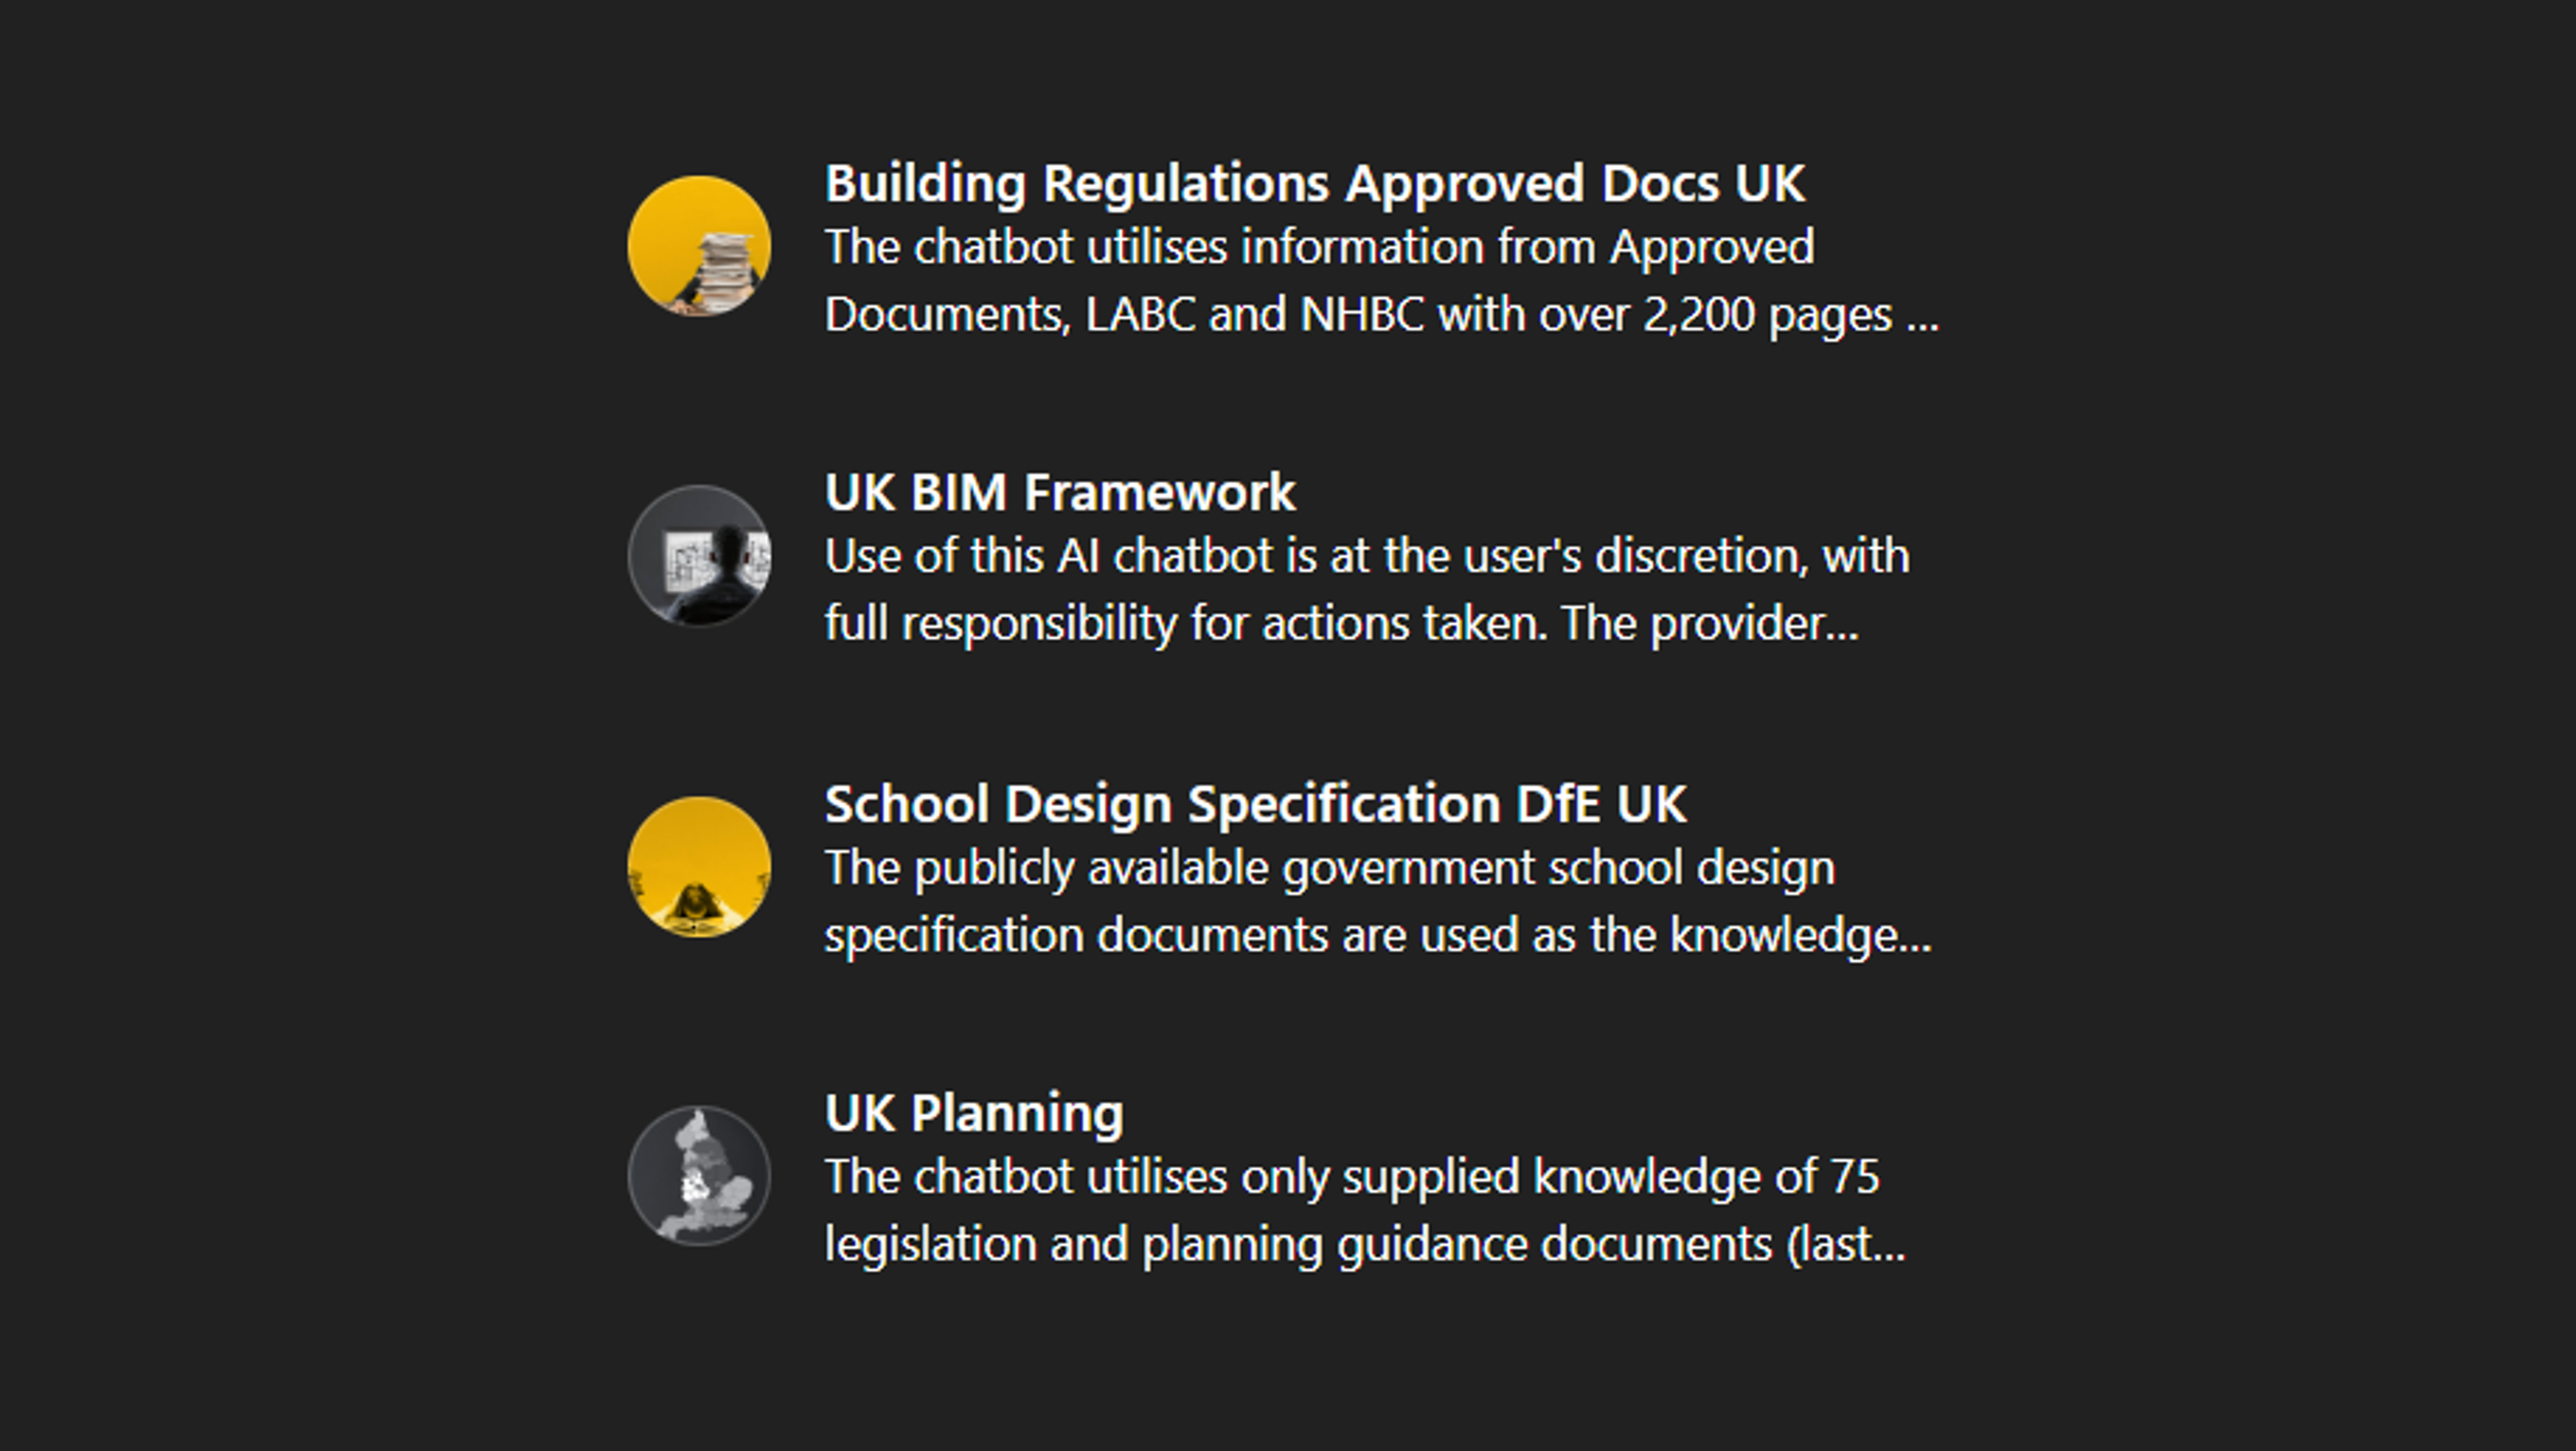 Building Regulations Approved Docs UK
The chatbot utilises information from Approved
Documents, LABC and NHBC with over 2,200 pages ...
UK BIM Framework
Use of this AI chatbot is at the user's discretion, with
full responsibility for actions taken. The provider...
School Design Specification DfE UK
The publicly available government school design
specification documents are used as the knowledge...
UK Planning
The chatbot utilises only supplied knowledge of 75
legislation and planning guidance documents (last...